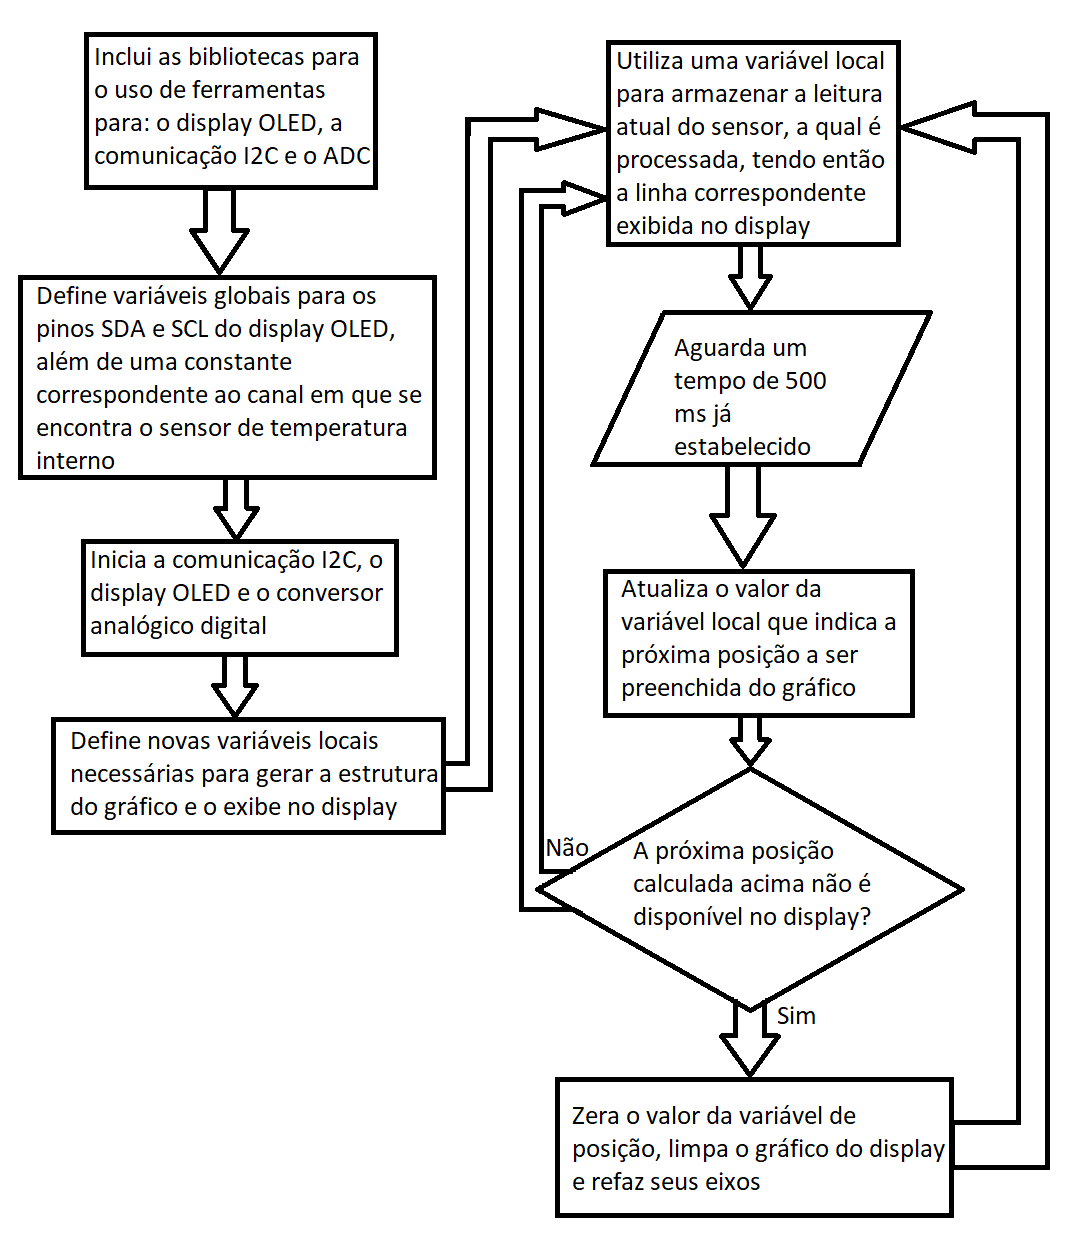 Inclui as bibliotecas para
o uso de ferramentas
para: o display OLED, a
comunicação I2C e o ADC
Define variáveis globais para os
pinos SDA e SCL do display OLED,
além de uma constante
correspondente ao canal em que se
encontra o sensor de temperatura
interno
Inicia a comunicação I2C, o
display OLED e o conversor
analógico digital
Define novas variáveis locais
necessárias para gerar a estrutura
do gráfico e o exibe no display
Utiliza uma variável local
para armazenar a leitura
atual do sensor, a qual é
processada, tendo então
a linha correspondente
exibida no display
Aguarda um
tempo de 500
ms já
estabelecido
Atualiza o valor da
variável local que indica a
próxima posição a ser
preenchida do gráfico
Não
A próxima posição
calculada acima não é
disponível no display?
Sim
Zera o valor da variável de
posição, limpa o gráfico do display
e refaz seus eixos